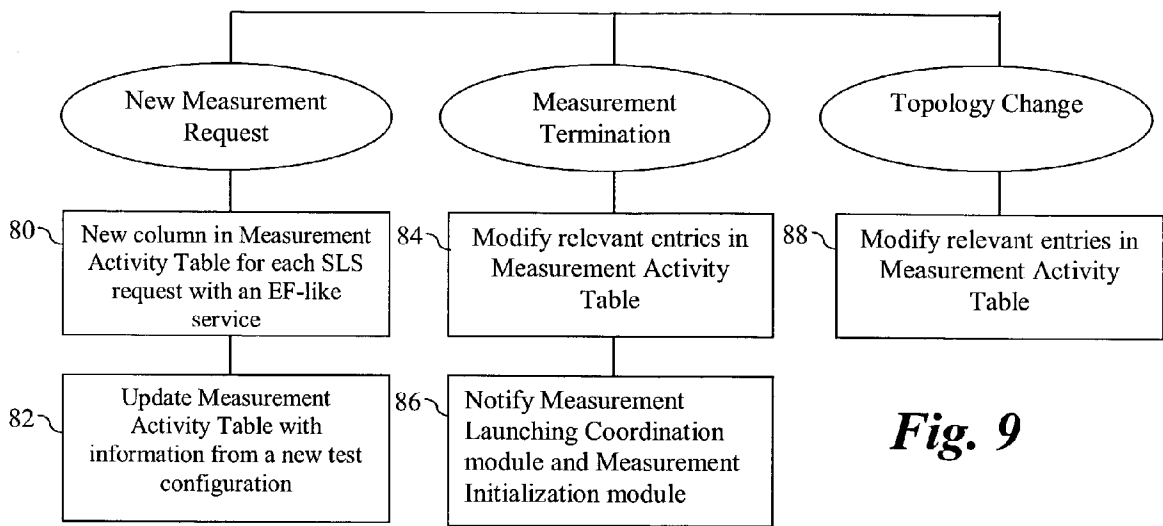 New Measurement
Request
Measurement
Termination
Topology Change
80
New column in Measurement
Activity Table for each SLS
request with an EF-like
service
84
Modify relevant entries in
Measurement Activity
Table
88
Modify relevant entries in
Measurement Activity
Table
82
Update Measurement
Activity Table with
information from a new test
configuration
86
Notify Measurement
Launching Coordination
module and Measurement
Initialization module
Fig. 9